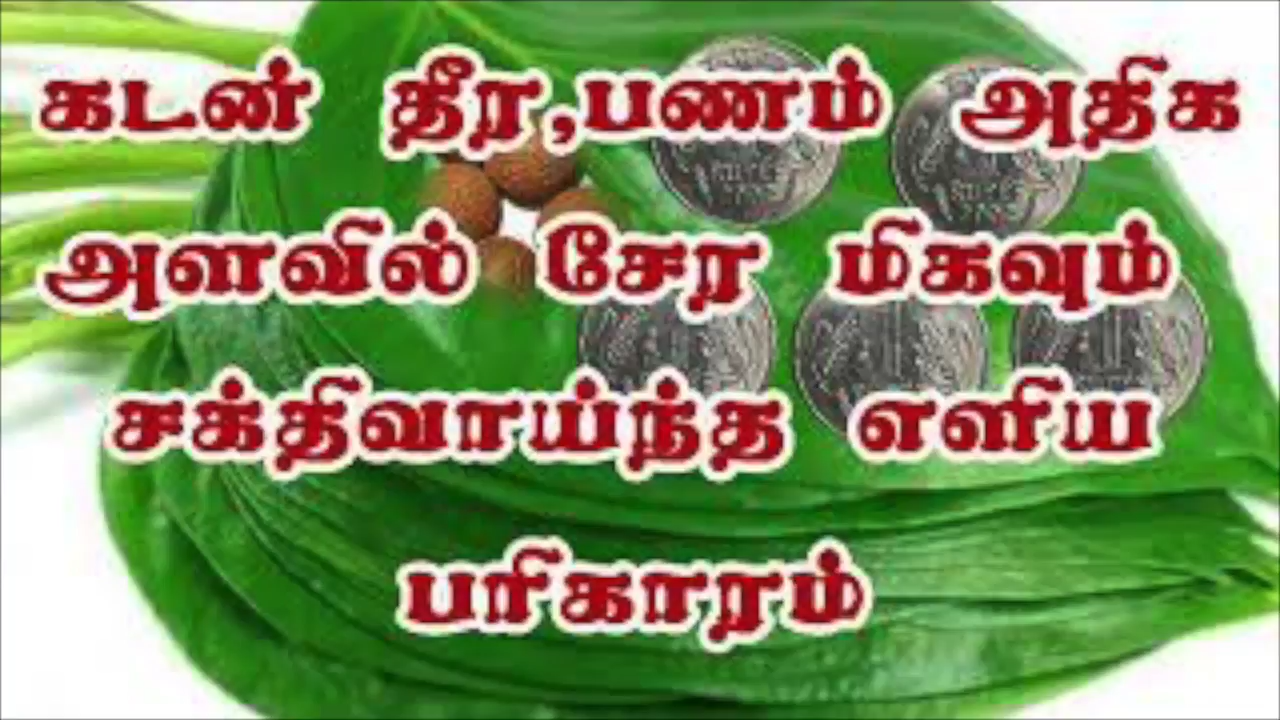 கடன் தீர,பணம் அதிக
அளவில் சேர மிகவும்
சக்திவாய்ந்த எளிய
பரிகாரம்